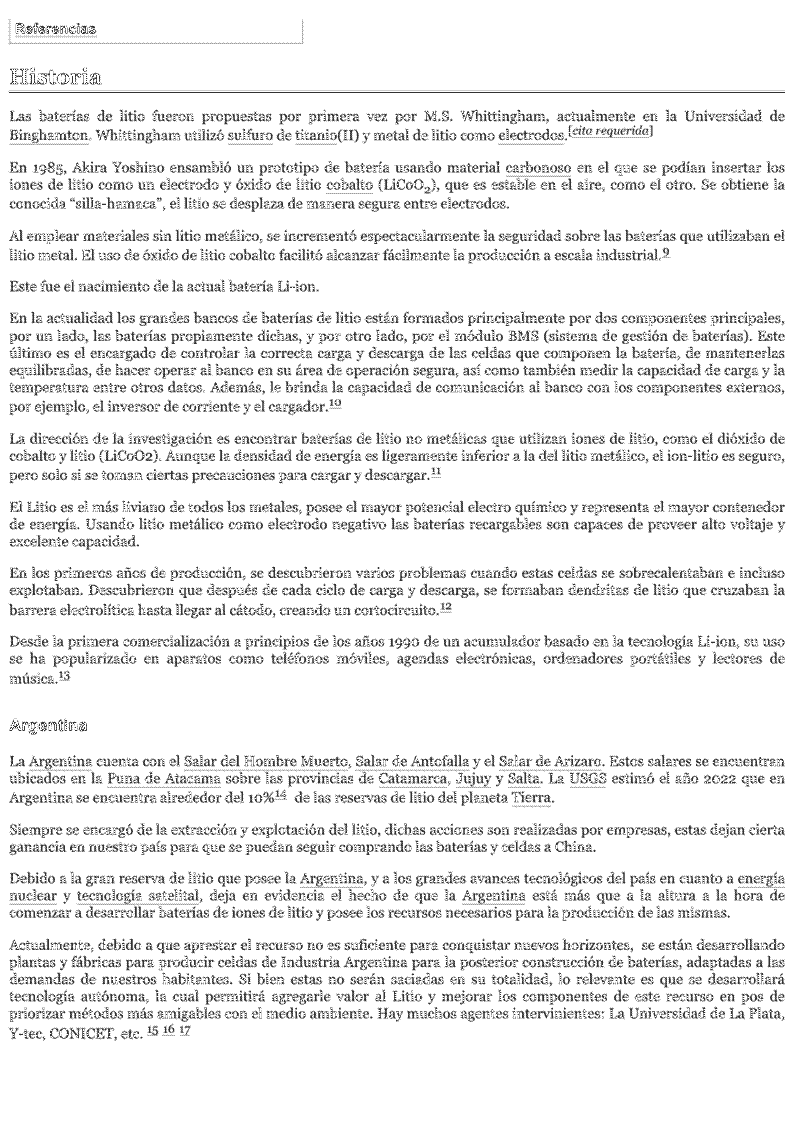 Referencias
Historia
Las baterías de litio fueron propuestas por primera vez por M.S. Whittingham, actualmente en la Universidad de
Binghamton. Whittingham utilizó sulfuro de titanio(II) y metal de litio como electrodos.[cita requerida]
En 1985, Akira Yoshino ensambló un prototipo de batería usando material carbonoso en el que se podían insertar los
iones de litio como un electrodo y óxido de litio cobalto (LiCoO₂), que es estable en el aire, como el otro. Se obtiene la
conocida “silla-hamaca”, el litio se desplaza de manera segura entre electrodos.
Al emplear materiales sin litio metálico, se incrementó espectacularmente la seguridad sobre las baterías que utilizaban el
litio metal. El uso de óxido de litio cobalto facilitó alcanzar fácilmente la producción a escala industrial.9
Este fue el nacimiento de la actual batería Li-ion.
En la actualidad los grandes bancos de baterías de litio están formados principalmente por dos componentes principales,
por un lado, las baterías propiamente dichas, y por otro lado, por el módulo BMS (sistema de gestión de baterías). Este
último es el encargado de controlar la correcta carga y descarga de las celdas que componen la batería, de mantenerlas
equilibradas, de hacer operar al banco en su área de operación segura, así como también medir la capacidad de carga y la
temperatura entre otros datos. Además, le brinda la capacidad de comunicación al banco con los componentes externos,
por ejemplo, el inversor de corriente y el cargador.10
La dirección de la investigación es encontrar baterías de litio no metálicas que utilizan iones de litio, como el dióxido de
cobalto y litio (LiCoO2). Aunque la densidad de energía es ligeramente inferior a la del litio metálico, el ion-litio es seguro,
pero solo si se toman ciertas precauciones para cargar y descargar.11
El Litio es el más liviano de todos los metales, posee el mayor potencial electro químico y representa el mayor contenedor
de energía. Usando litio metálico como electrodo negativo las baterías recargables son capaces de proveer alto voltaje y
excelente capacidad.
En los primeros años de producción, se descubrieron varios problemas cuando estas celdas se sobrecalentaban e incluso
explotaban. Descubrieron que después de cada ciclo de carga y descarga, se formaban dendritas de litio que cruzaban la
barrera electrolítica hasta llegar al cátodo, creando un cortocircuito.12
Desde la primera comercialización a principios de los años 1990 de un acumulador basado en la tecnología Li-ion, su uso
se ha popularizado en aparatos como teléfonos móviles, agendas electrónicas, ordenadores portátiles y lectores de
música.13
Argentina
La Argentina cuenta con el Salar del Hombre Muerto, Salar de Antofalla y el Salar de Arizaro. Estos salares se encuentran
ubicados en la Puna de Atacama sobre las provincias de Catamarca, Jujuy y Salta. La USGS estimó el año 2022 que en
Argentina se encuentra alrededor del 10%14 de las reservas de litio del planeta Tierra.
Siempre se encargó de la extracción y explotación del litio, dichas acciones son realizadas por empresas, estas dejan cierta
ganancia en nuestro país para que se puedan seguir comprando las baterías y celdas a China.
Debido a la gran reserva de litio que posee la Argentina, y a los grandes avances tecnológicos del país en cuanto a energía
nuclear y tecnología satelital, deja en evidencia el hecho de que la Argentina está más que a la altura a la hora de
comenzar a desarrollar baterías de iones de litio y posee los recursos necesarios para la producción de las mismas.
Actualmente, debido a que aprestar el recurso no es suficiente para conquistar nuevos horizontes, se están desarrollando
plantas y fábricas para producir celdas de Industria Argentina para la posterior construcción de baterías, adaptadas a las
demandas de nuestros habitantes. Si bien estas no serán saciadas en su totalidad, lo relevante es que se desarrollará
tecnología autónoma, la cual permitirá agregarle valor al Litio y mejorar los componentes de este recurso en pos de
priorizar métodos más amigables con el medio ambiente. Hay muchos agentes intervinientes: La Universidad de La Plata,
Y-tec, CONICET, etc. 15 16 17